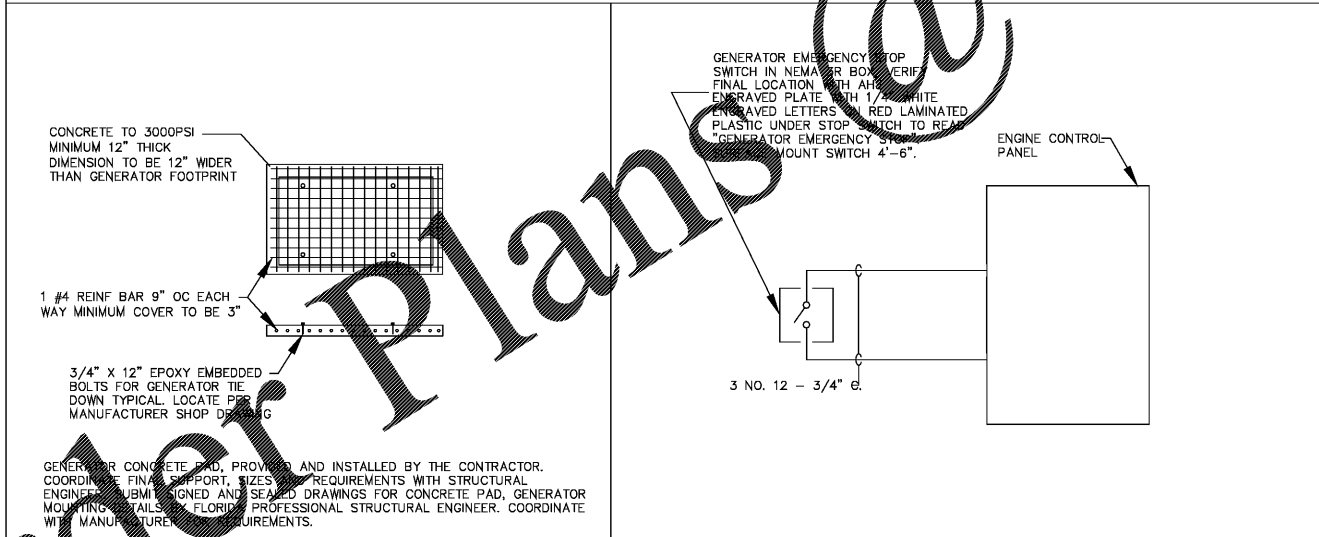 CONCRETE TO 3000PSI
MINIMUM 12" THICK
DIMENSION TO BE 12" WIDER
THAN GENERATOR FOOTPRINT
1 #4 REINF BAR 9" OC EACH
WAY MINIMUM COVER TO BE 3"
3/4" X 12" EPOXY EMBEDDED
BOLTS FOR GENERATOR TIE
DOWN TYPICAL. LOCATE PER
MANUFACTURER SHOP DRAWING
GENERATOR CONCRETE PAD, PROVIDED AND INSTALLED BY THE CONTRACTOR.
COORDINATE FINAL SUPPORT, SIZES AND REQUIREMENTS WITH STRUCTURAL
ENGINEER. SUBMIT SIGNED AND SEALED DRAWINGS FOR CONCRETE PAD, GENERATOR
MOUNTING DETAILS BY FLORIDA PROFESSIONAL STRUCTURAL ENGINEER. COORDINATE
WITH MANUFACTURER FOR REQUIREMENTS.
GENERATOR EMERGENCY STOP
SWITCH IN NEMA 3R BOX, VERIFY
FINAL LOCATION WITH
ENGRAVED PLATE WITH 1/4" WHITE
ENGRAVED LETTERS ON RED LAMINATED
PLASTIC UNDER STOP SWITCH TO READ
"GENERATOR EMERGENCY STOP".
SURFACE MOUNT SWITCH 4'-6".
ENGINE CONTROL
PANEL
3 NO. 12 - 3/4" C.
der Plans @